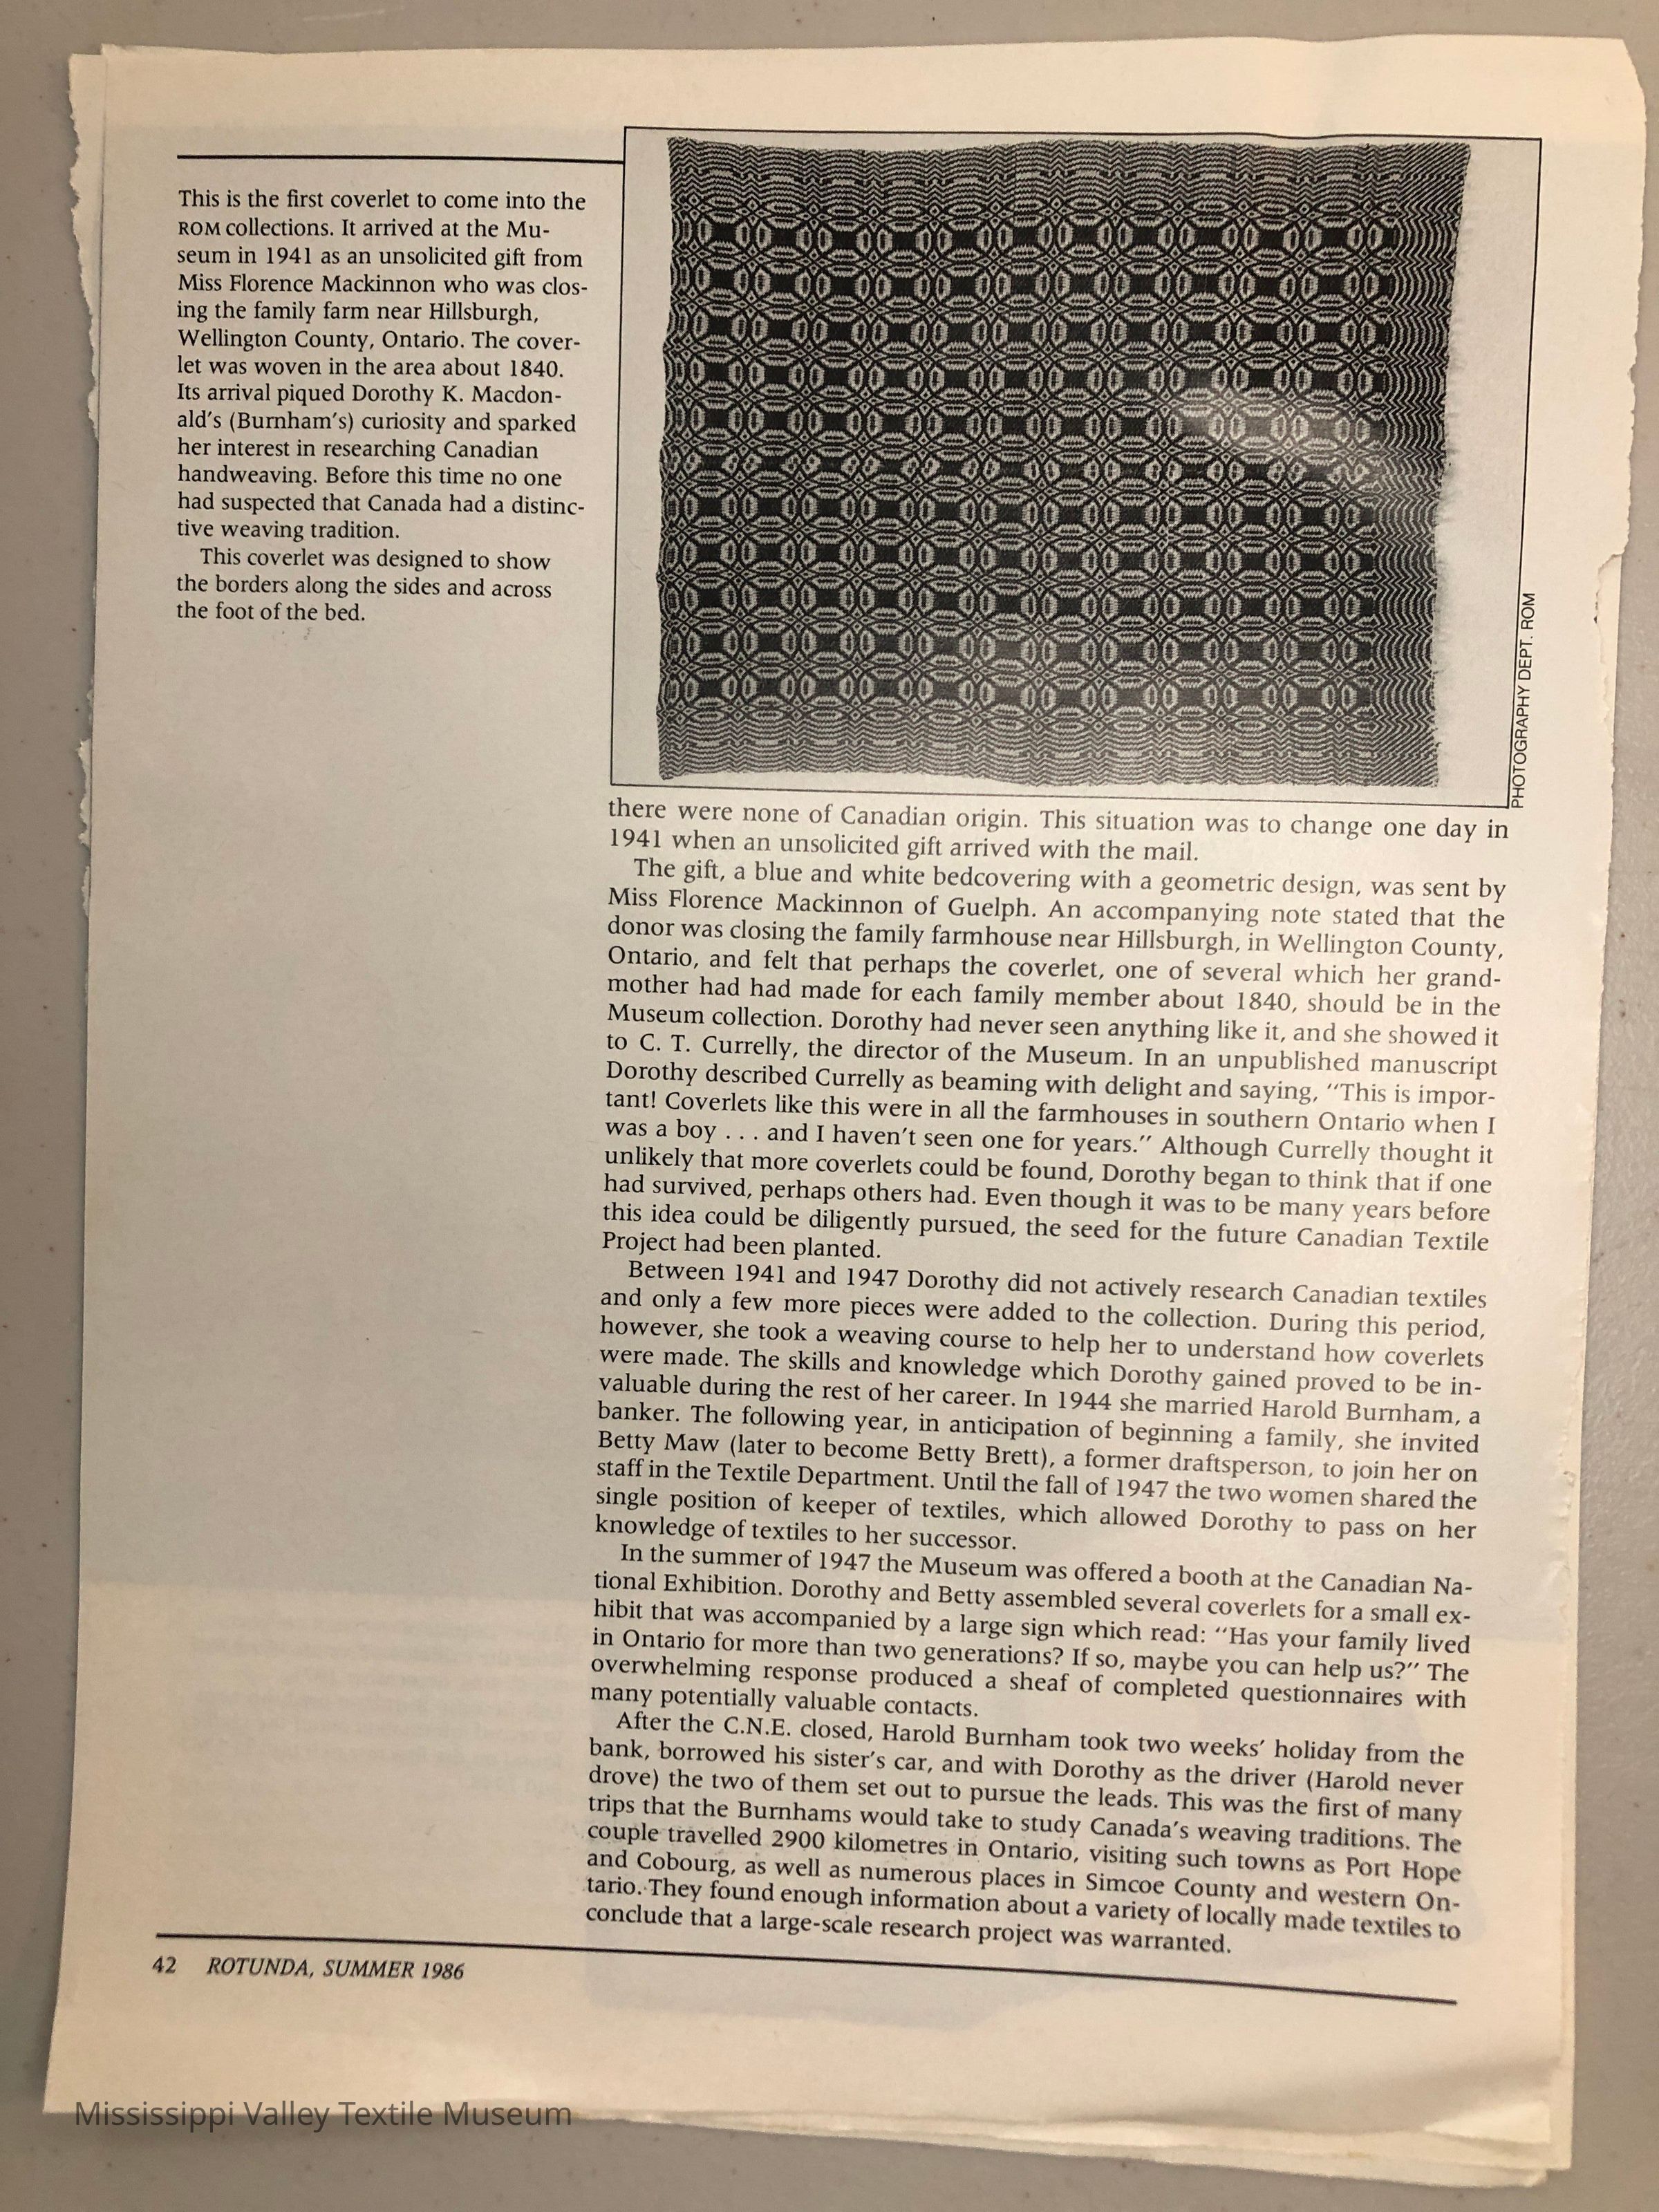 This is the first coverlet to come into the
ROM collections. It arrived at the Mu-
seum in 1941 as an unsolicited gift from
Miss Florence Mackinnon who was clos-
ing the family farm near Hillsburgh,
Wellington County, Ontario. The cover-
let was woven in the area about 1840.
Its arrival piqued Dorothy K. Macdon-
ald's (Burnham's) curiosity and sparked
her interest in researching Canadian
handweaving. Before this time no one
had suspected that Canada had a distinc-
tive weaving tradition.
This coverlet was designed to show
the borders along the sides and across
the foot of the bed.
PHOTOGRAPHY DEPT. ROM
there were none of Canadian origin. This situation was to change one day in
1941 when an unsolicited gift arrived with the mail.
The gift, a blue and white bedcovering with a geometric design, was sent by
Miss Florence Mackinnon of Guelph. An accompanying note stated that the
donor was closing the family farmhouse near Hillsburgh, in Wellington County,
Ontario, and felt that perhaps the coverlet, one of several which her grand-
mother had had made for each family member about 1840, should be in the
Museum collection. Dorothy had never seen anything like it, and she showed it
to C. T. Currelly, the director of the Museum. In an unpublished manuscript
Dorothy described Currelly as beaming with delight and saying, "This is impor-
tant! Coverlets like this were in all the farmhouses in southern Ontario when I
was a boy . . . and I haven't seen one for years." Although Currelly thought it
unlikely that more coverlets could be found, Dorothy began to think that if one
had survived, perhaps others had. Even though it was to be many years before
this idea could be diligently pursued, the seed for the future Canadian Textile
Project had been planted.
Between 1941 and 1947 Dorothy did not actively research Canadian textiles
and only a few more pieces were added to the collection. During this period,
however, she took a weaving course to help her to understand how coverlets
were made. The skills and knowledge which Dorothy gained proved to be in-
valuable during the rest of her career. In 1944 she married Harold Burnham, a
banker. The following year, in anticipation of beginning a family, she invited
Betty Maw (later to become Betty Brett), a former draftsperson, to join her on
staff in the Textile Department. Until the fall of 1947 the two women shared the
single position of keeper of textiles, which allowed Dorothy to pass on her
knowledge of textiles to her successor.
In the summer of 1947 the Museum was offered a booth at the Canadian Na-
tional Exhibition. Dorothy and Betty assembled several coverlets for a small ex-
hibit that was accompanied by a large sign which read: "Has your family lived
in Ontario for more than two generations? If so, maybe you can help us?" The
overwhelming response produced a sheaf of completed questionnaires with
many potentially valuable contacts.
After the C.N.E. closed, Harold Burnham took two weeks' holiday from the
bank, borrowed his sister's car, and with Dorothy as the driver (Harold never
drove) the two of them set out to pursue the leads. This was the first of many
trips that the Burnhams would take to study Canada's weaving traditions. The
couple travelled 2900 kilometres in Ontario, visiting such towns as Port Hope
and Cobourg, as well as numerous places in Simcoe County and western On-
tario. They found enough information about a variety of locally made textiles to
conclude that a large-scale research project was warranted.
42 ROTUNDA, SUMMER 1986
Mississippi Valley Textile Museum